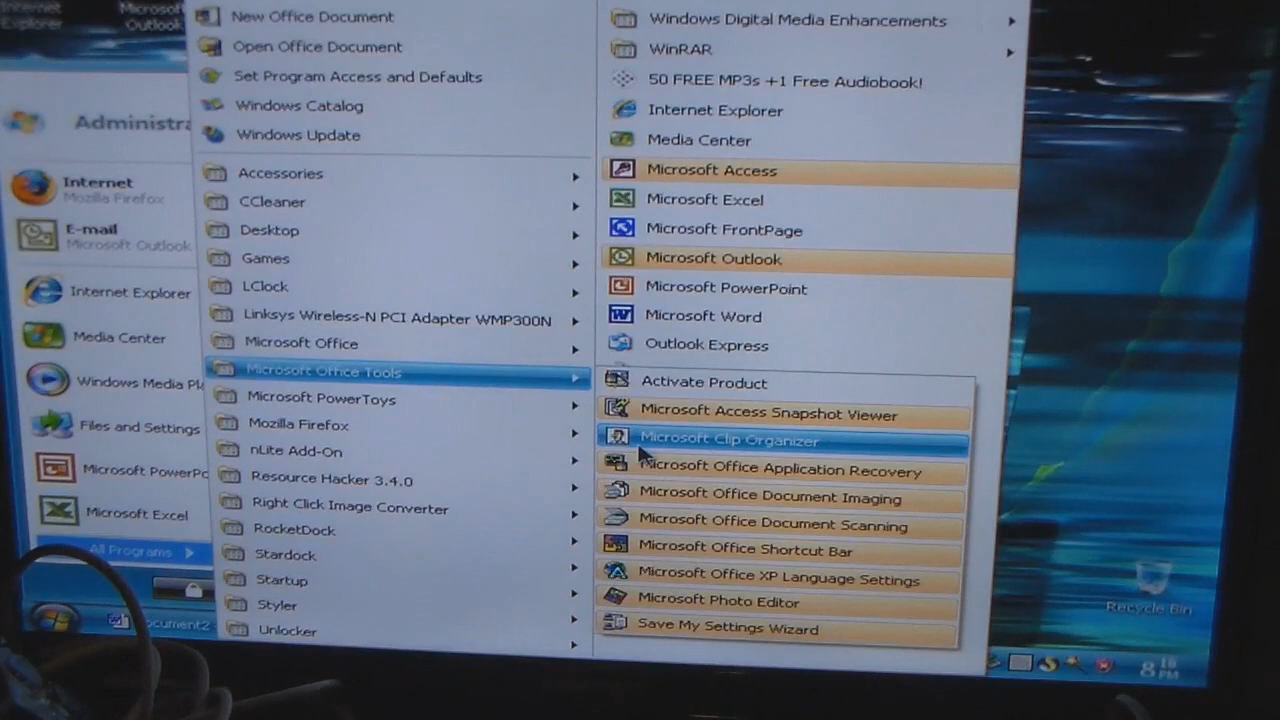 Internet
Explorer
Microsof
Outlook
Administra
Internet
Mozilla Firefox
E-mail
Microsoft Outlook
Internet Explorer
Media Center
Windows Media Pl
Files and Settings
Microsoft PowerPo
Microsoft Excel
All Programs
ocument2
New Office Document
Open Office Document
Set Program Access and Defaults
Windows Catalog
Windows Update
Accessories
CCleaner
Desktop
Games
LClock
Linksys Wireless-N PCI Adapter WMP300N
Microsoft Office
Microsoft Office Tools
Microsoft PowerToys
Mozilla Firefox
nLite Add-On
Resource Hacker 3.4.0
Right Click Image Converter
RocketDock
Stardock
Startup
Styler
Unlocker
Windows Digital Media Enhancements
WinRAR
50 FREE MP3s +1 Free Audiobook!
Internet Explorer
Media Center
Microsoft Access
Microsoft Excel
Microsoft FrontPage
Microsoft Outlook
Microsoft PowerPoint
Microsoft Word
Outlook Express
Activate Product
Microsoft Access Snapshot Viewer
Microsoft Clip Organizer
Microsoft Office Application Recovery
Microsoft Office Document Imaging
Microsoft Office Document Scanning
Microsoft Office Shortcut Bar
Microsoft Office XP Language Settings
Microsoft Photo Editor
Save My Settings Wizard
Recycle Bin
8 16 PM